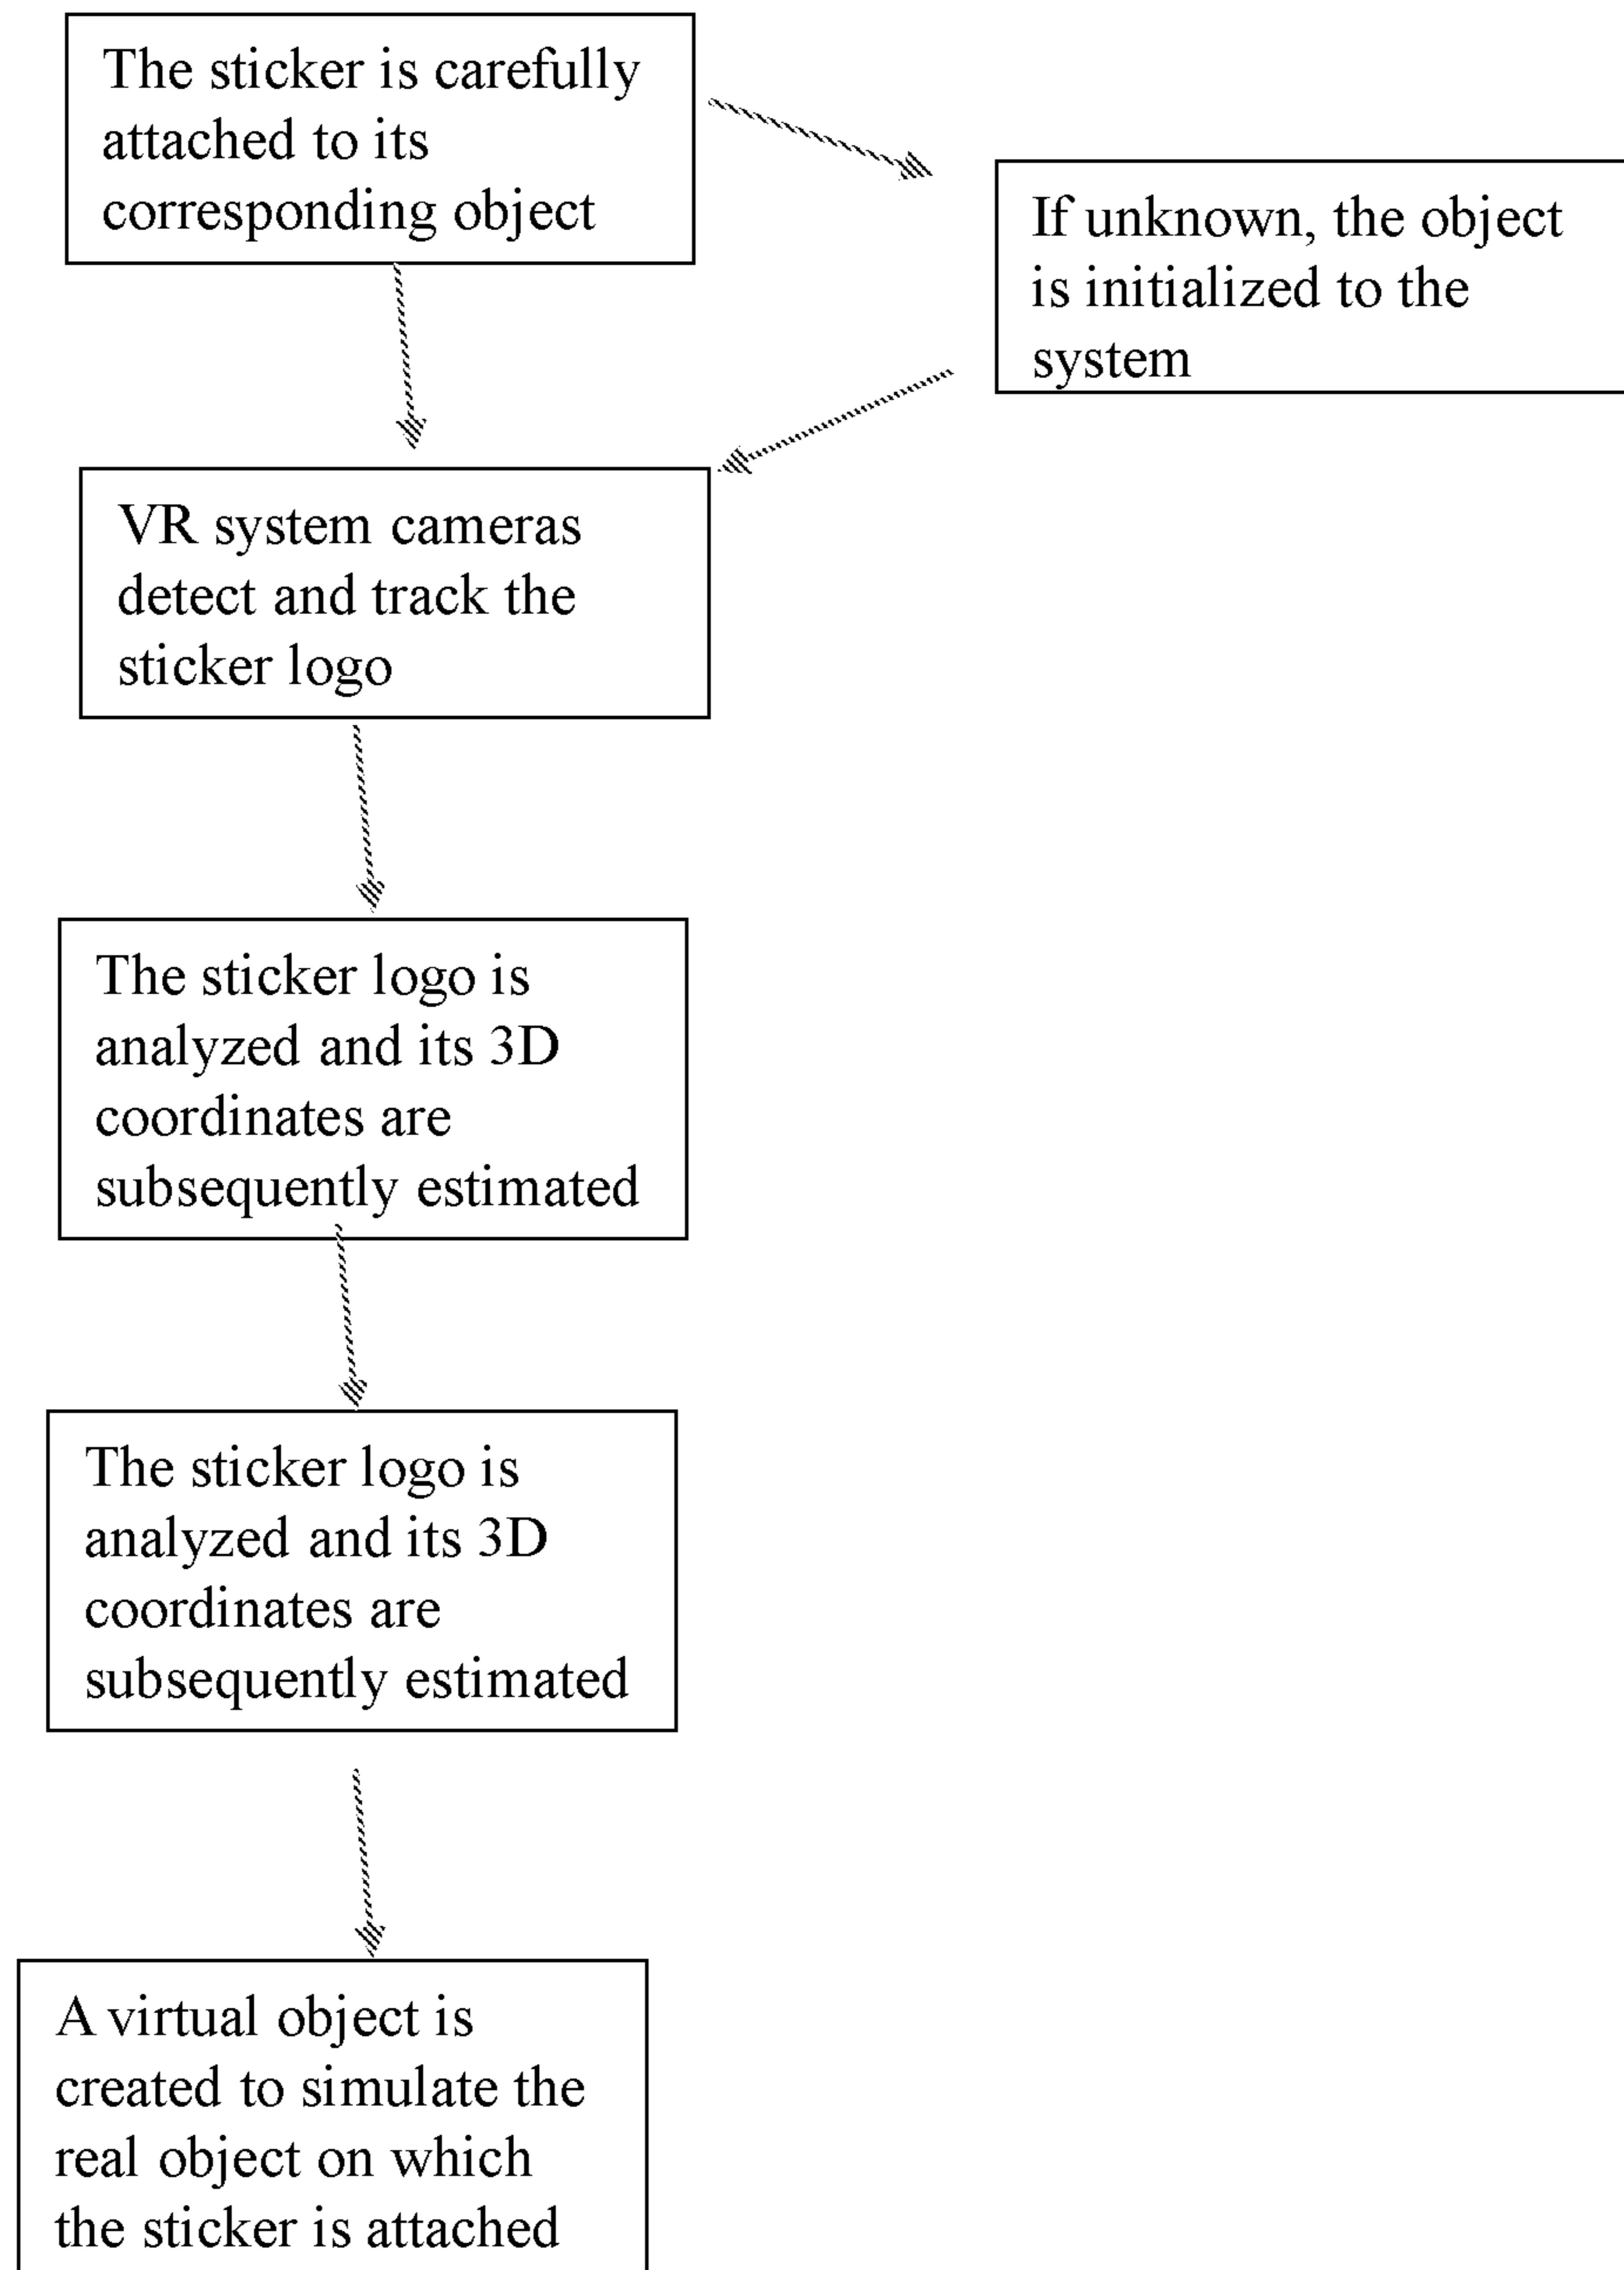 The sticker is carefully
attached to its
corresponding object
If unknown, the object
is initialized to the
system
VR system cameras
detect and track the
sticker logo
The sticker logo is
analyzed and its 3D
coordinates are
subsequently estimated
The sticker logo is
analyzed and its 3D
coordinates are
subsequently estimated
A virtual object is
created to simulate the
real object on which
the sticker is attached